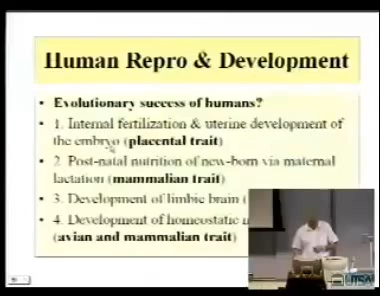 Human Repro & Development
• Evolutionary success of humans?
• 1. Internal fertilization & uterine development of
the embryo (placental trait)
• 2. Post-natal nutrition of new-born via maternal
lactation (mammalian trait)
• 3. Development of limbic brain (
• 4. Development of homeostatic
(avian and mammalian trait)
UTSA